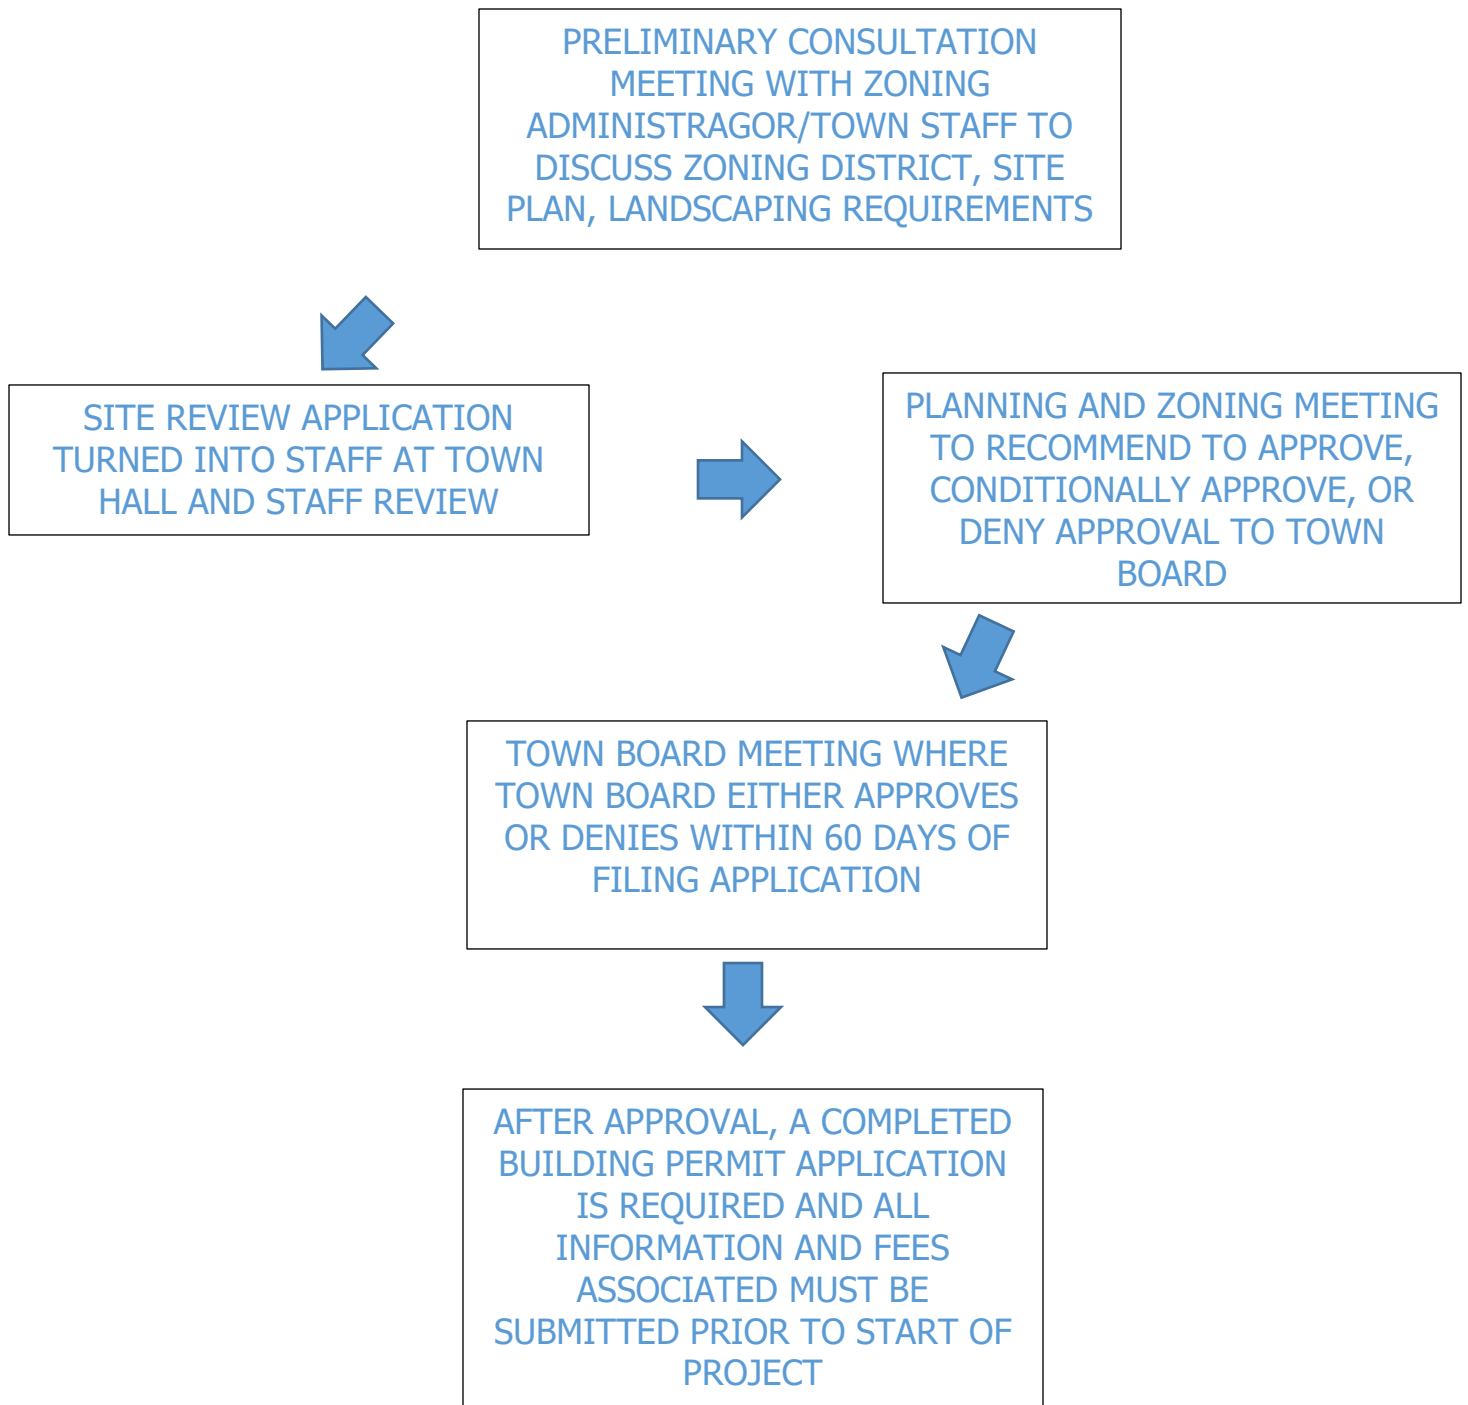 PRELIMINARY CONSULTATION
MEETING WITH ZONING
ADMINISTRAGOR/TOWN STAFF TO
DISCUSS ZONING DISTRICT, SITE
PLAN, LANDSCAPING REQUIREMENTS
SITE REVIEW APPLICATION
TURNED INTO STAFF AT TOWN
HALL AND STAFF REVIEW
PLANNING AND ZONING MEETING
TO RECOMMEND TO APPROVE,
CONDITIONALLY APPROVE, OR
DENY APPROVAL TO TOWN
BOARD
TOWN BOARD MEETING WHERE
TOWN BOARD EITHER APPROVES
OR DENIES WITHIN 60 DAYS OF
FILING APPLICATION
AFTER APPROVAL, A COMPLETED
BUILDING PERMIT APPLICATION
IS REQUIRED AND ALL
INFORMATION AND FEES
ASSOCIATED MUST BE
SUBMITTED PRIOR TO START OF
PROJECT